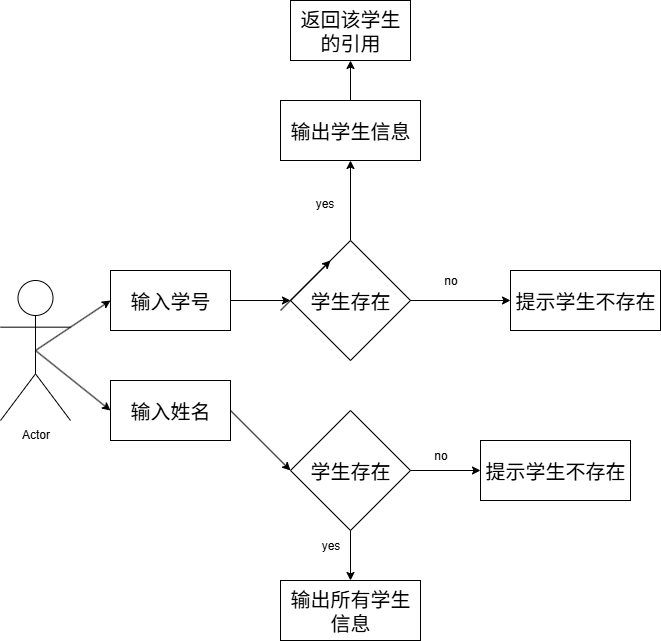 返回该学生
的引用
输出学生信息
yes
输入学号
学生存在
no
提示学生不存在
Actor
输入姓名
学生存在
no
提示学生不存在
yes
输出所有学生
信息